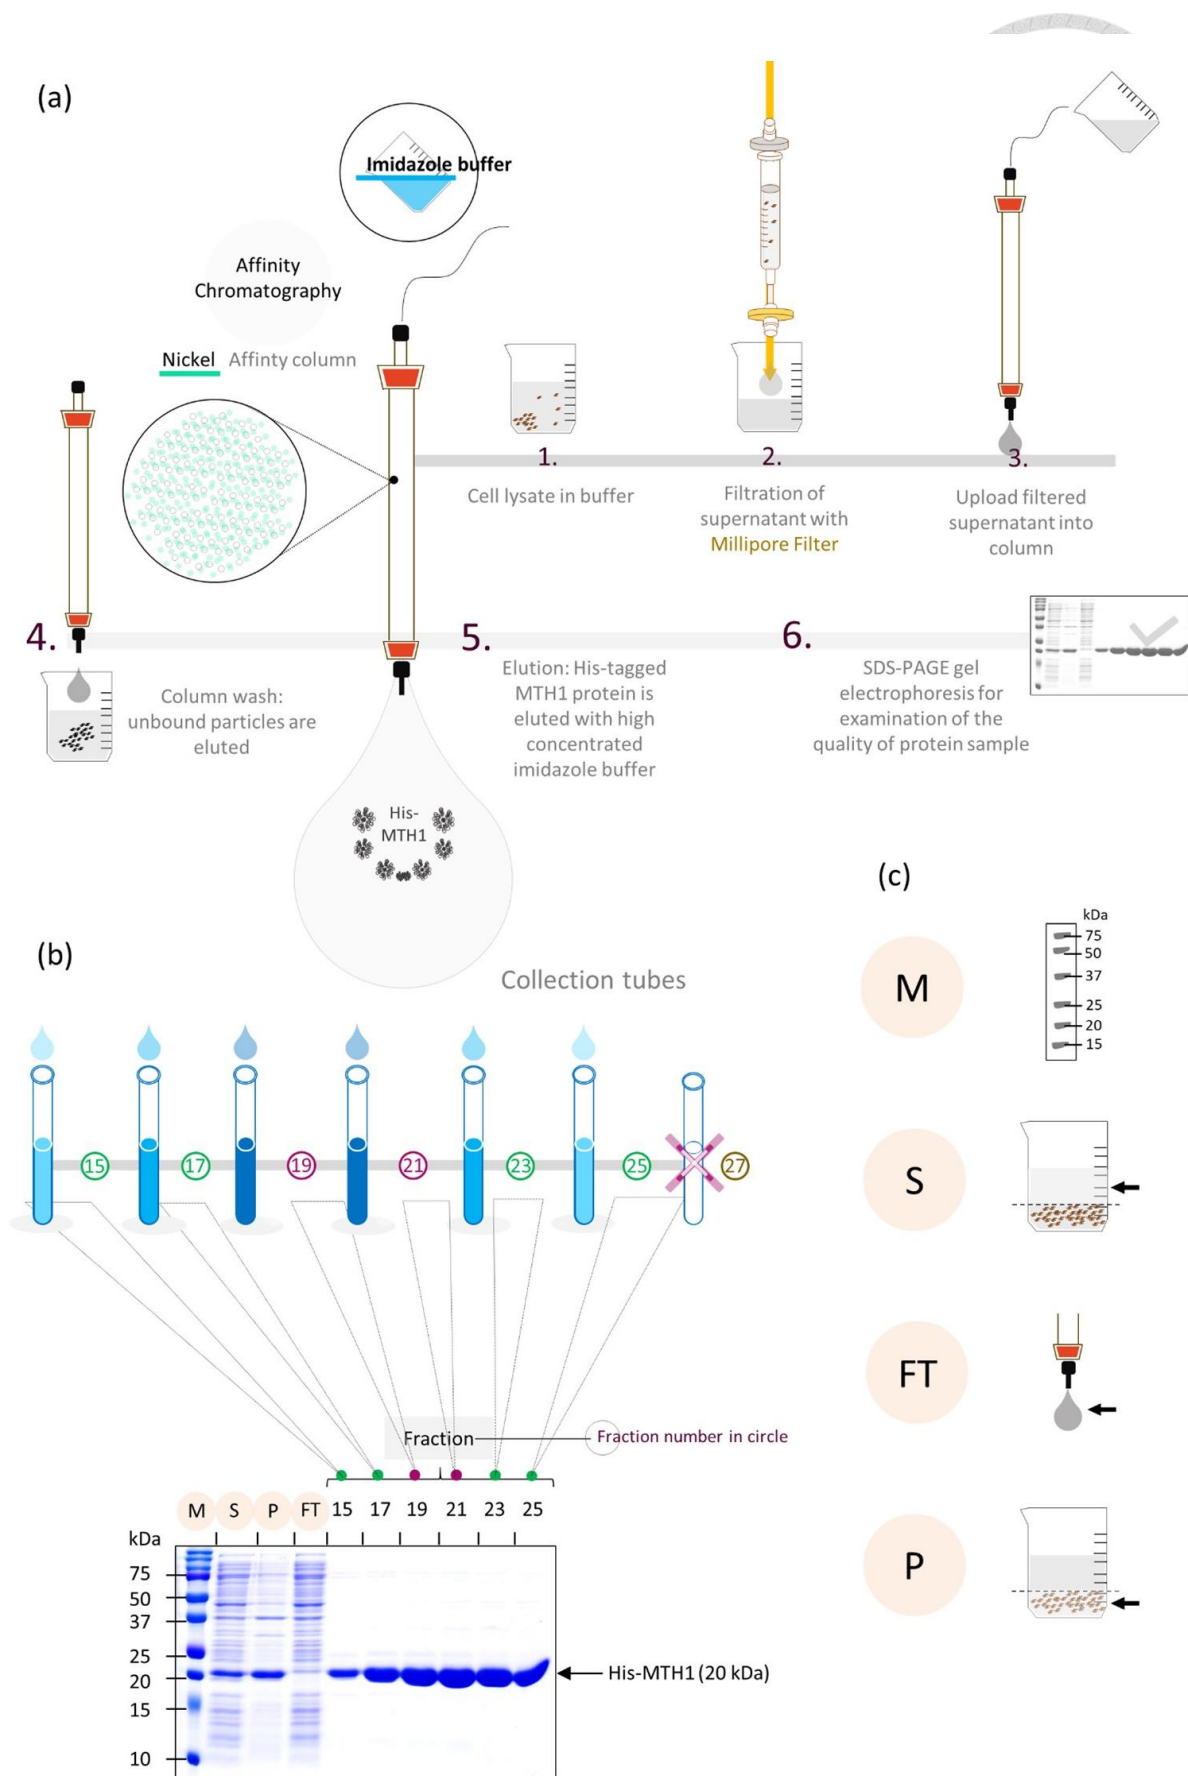 (a)
Imidazole buffer
Affinity
Chromatography
Nickel Affinty column
1.
Cell lysate in buffer
2.
Filtration of
supernatant with
Millipore Filter
3.
Upload filtered
supernatant into
column
4.
Column wash:
unbound particles are
eluted
5.
Elution: His-tagged
MTH1 protein is
eluted with high
concentrated
imidazole buffer
6.
SDS-PAGE gel
electrophoresis for
examination of the
quality of protein sample
His-
MTH1
(b)
Collection tubes
15 17 19 21 23 25 27
Fraction
Fraction number in circle
M S P FT 15 17 19 21 23 25
kDa
75
50
37
25
20
15
10
His-MTH1 (20 kDa)
(c)
M
kDa
75
50
37
25
20
15
S
FT
P